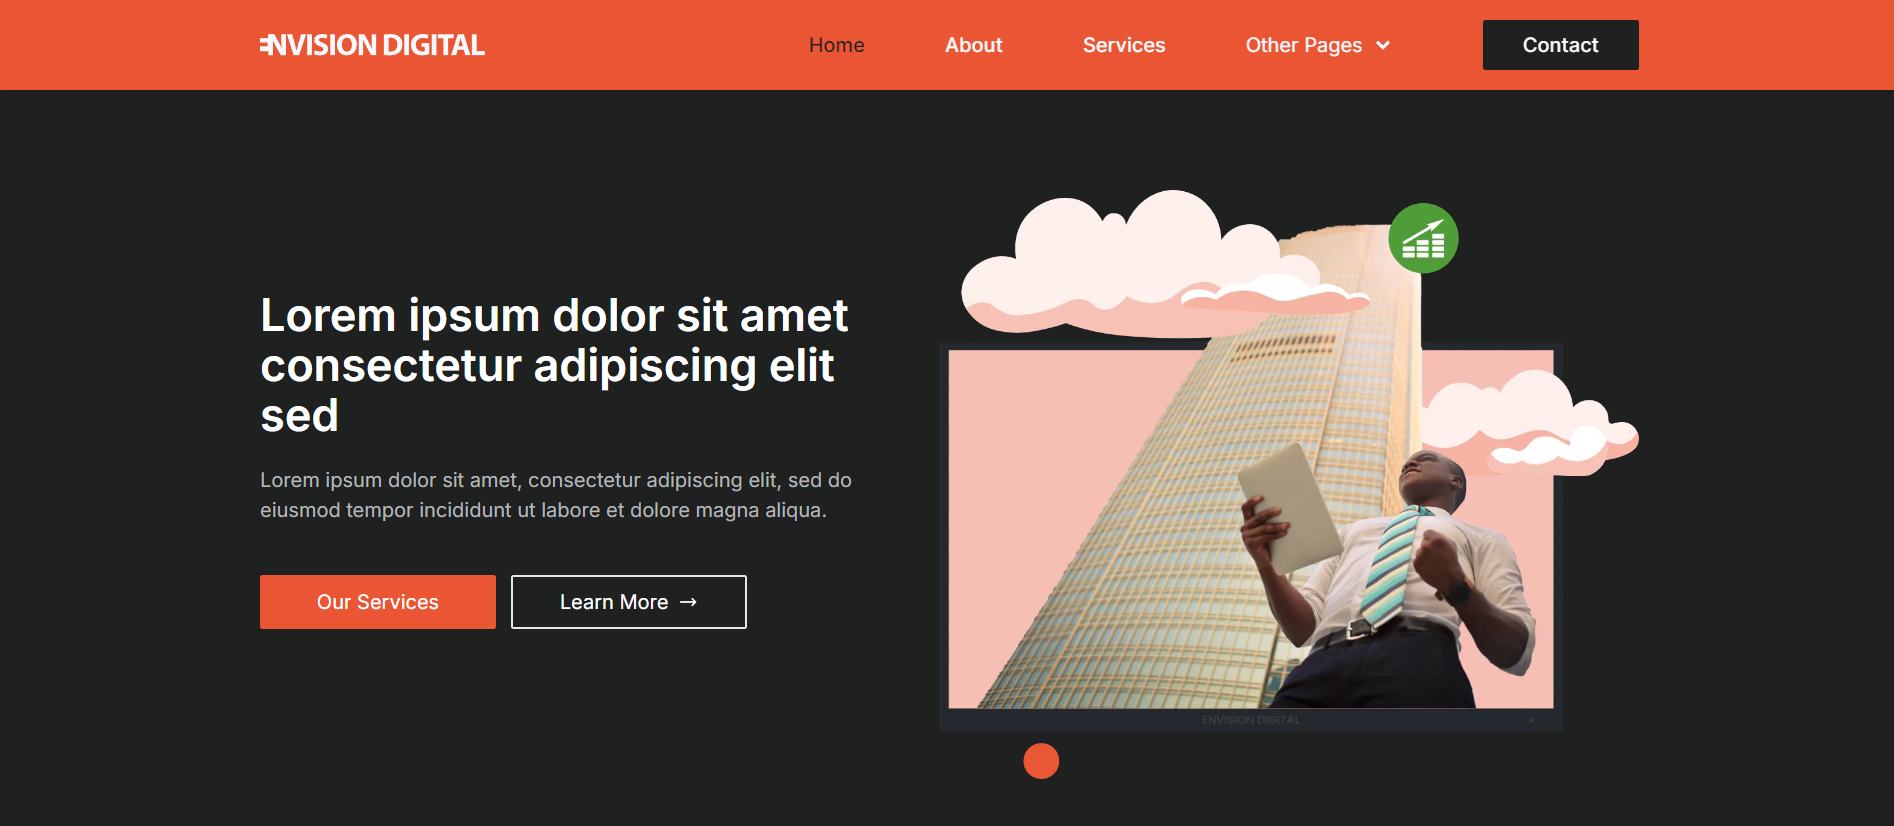 ENVISION DIGITAL
Home
About
Services
Other Pages
Contact
Lorem ipsum dolor sit amet
consectetur adipiscing elit
sed
Lorem ipsum dolor sit amet, consectetur adipiscing elit, sed do
eiusmod tempor incididunt ut labore et dolore magna aliqua.
Our Services
Learn More →
ENVISION DIGITAL